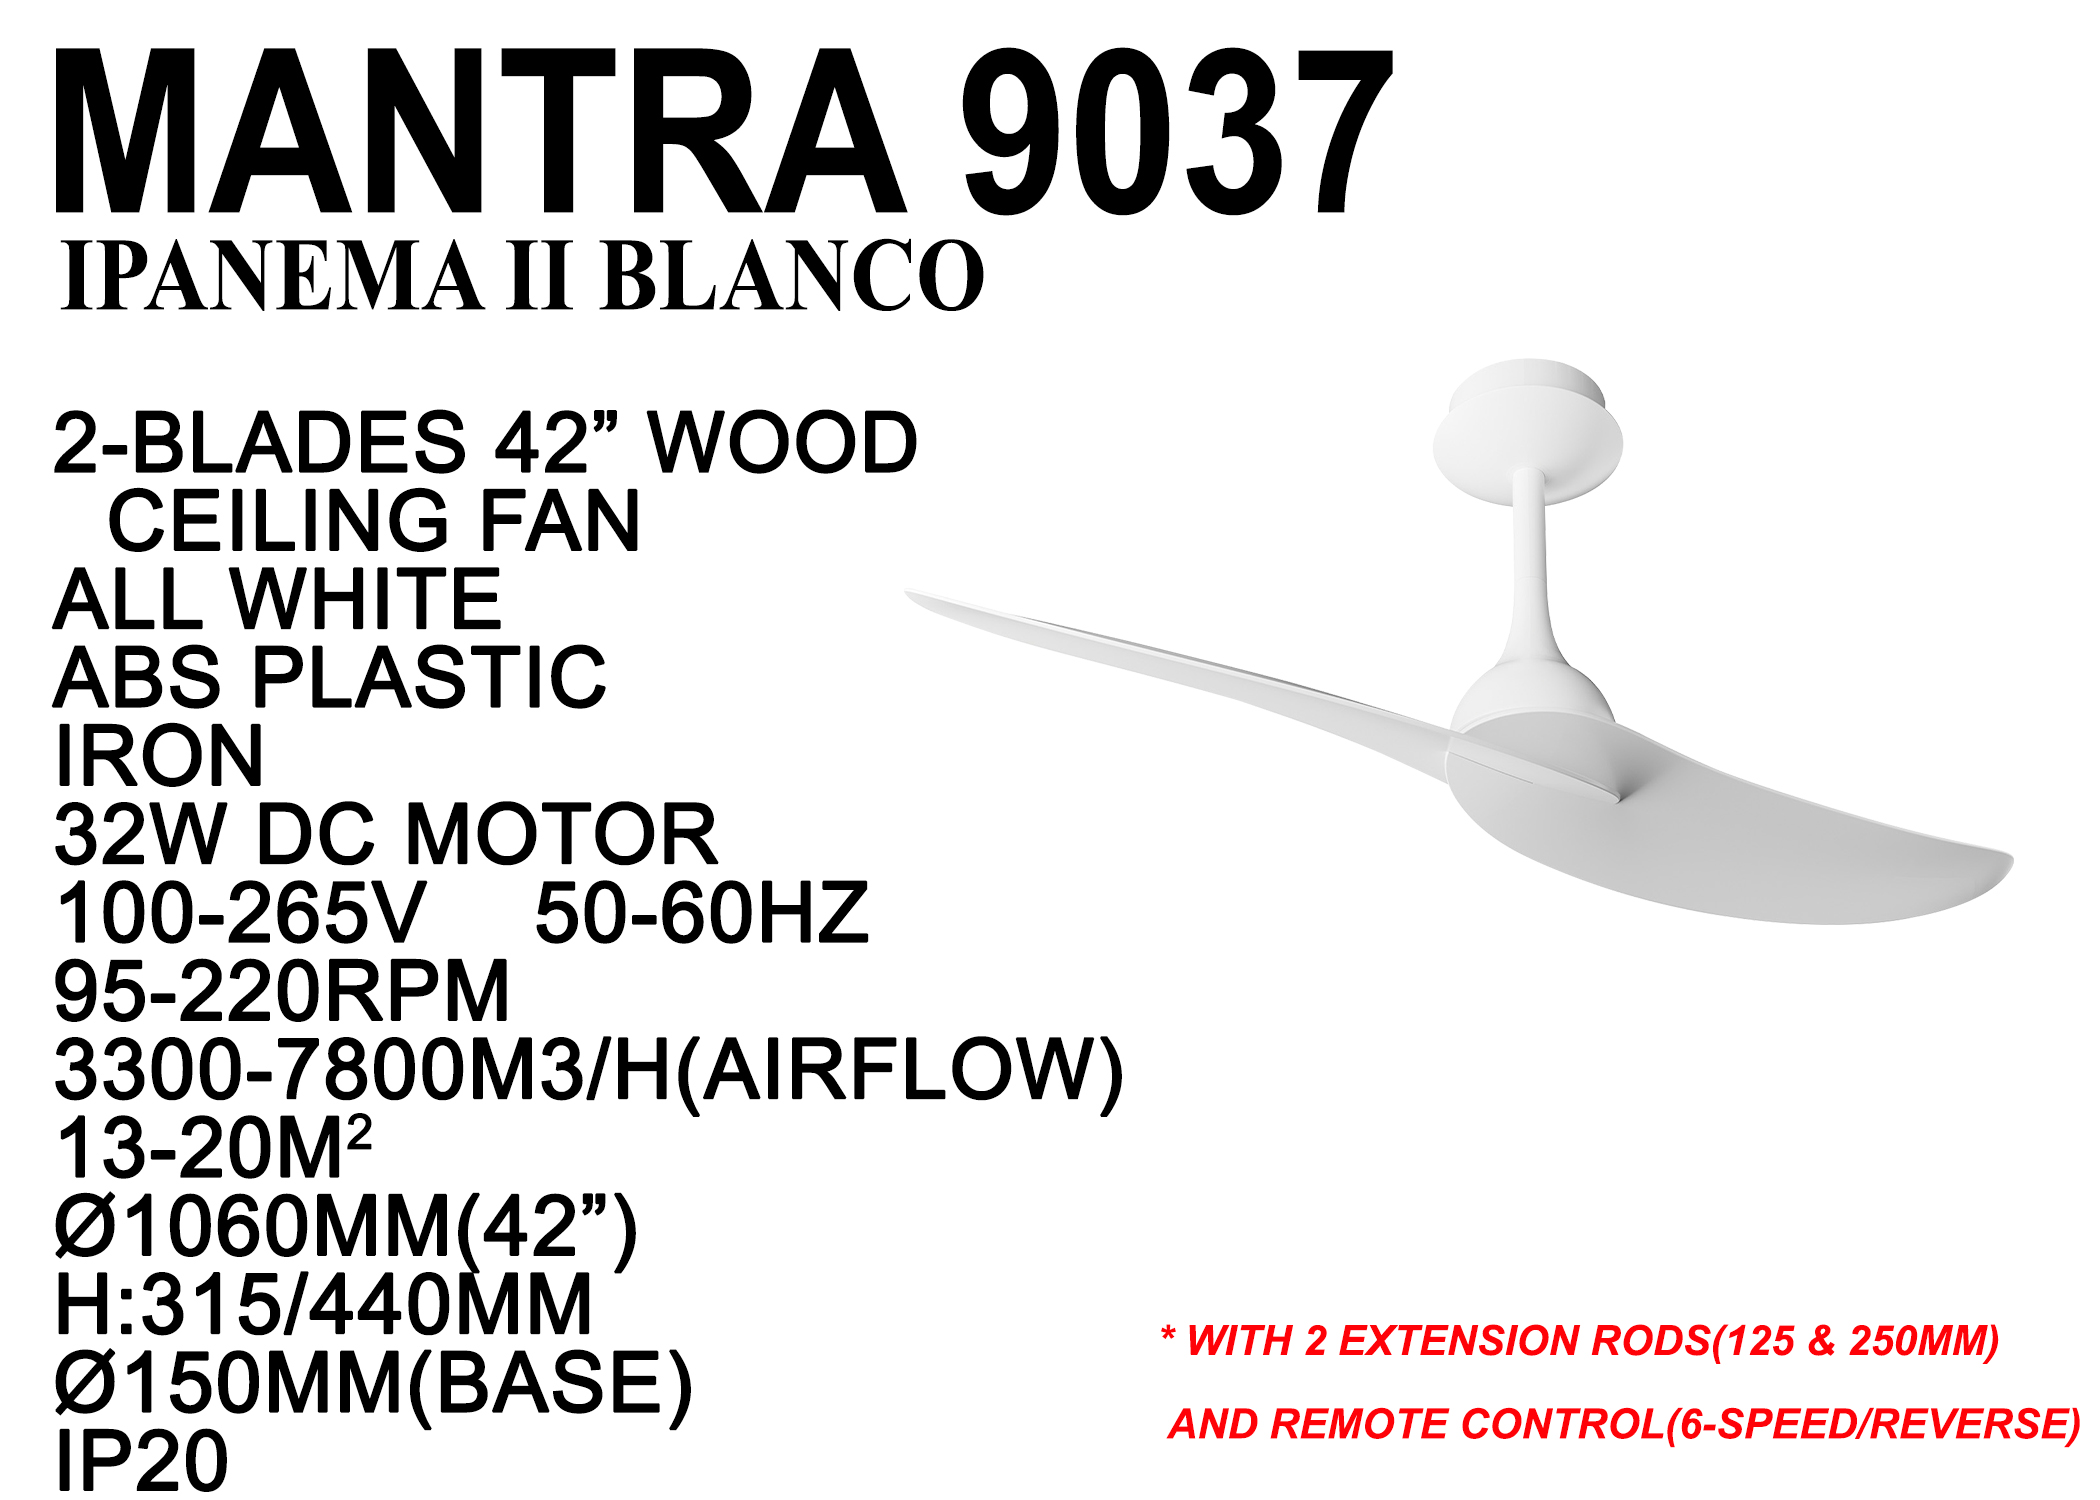 MANTRA 9037
IPANEMA II BLANCO
2-BLADES 42” WOOD
CEILING FAN
ALL WHITE
ABS PLASTIC
IRON
32W DC MOTOR
100-265V 50-60HZ
95-220RPM
3300-7800M3/H(AIRFLOW)
13-20M²
Ø1060MM(42”)
H:315/440MM
Ø150MM(BASE)
IP20
* WITH 2 EXTENSION RODS(125 & 250MM)
AND REMOTE CONTROL(6-SPEED/REVERSE)